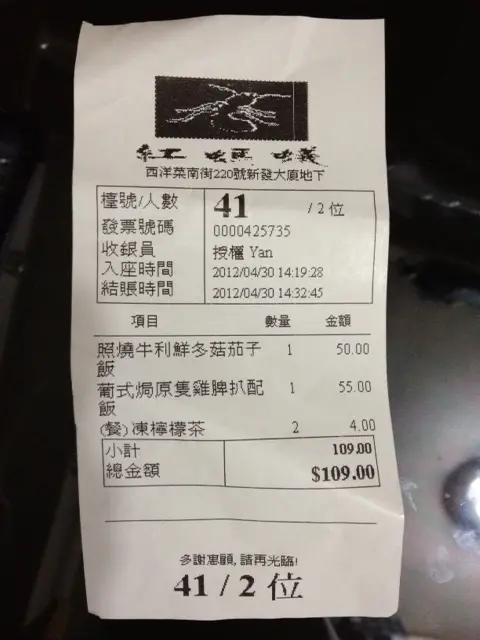 紅螞蟻
西洋菜南街220號新發大廈地下
檯號/人數 41 / 2 位
發票號碼 0000425735
收銀員 授權 Yan
入座時間 2012/04/30 14:19:28
結賬時間 2012/04/30 14:32:45
項目 數量 金額
照燒牛利鮮冬菇茄子 1 50.00
飯
葡式焗原隻雞脾扒配 1 55.00
飯
(餐) 凍檸檬茶 2 4.00
小計 109.00
總金額 $109.00
多謝惠顧, 請再光臨!
41 / 2 位